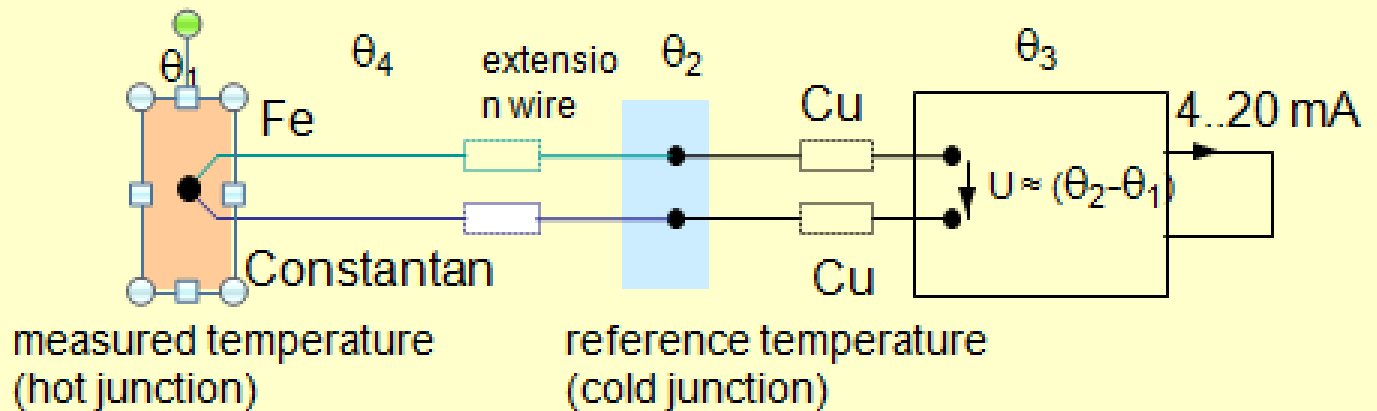 θ1
θ4
extensio
n wire
θ2
θ3
Fe
Cu
4..20 mA
U ≈ (θ2-θ1)
Constantan
Cu
measured temperature
(hot junction)
reference temperature
(cold junction)